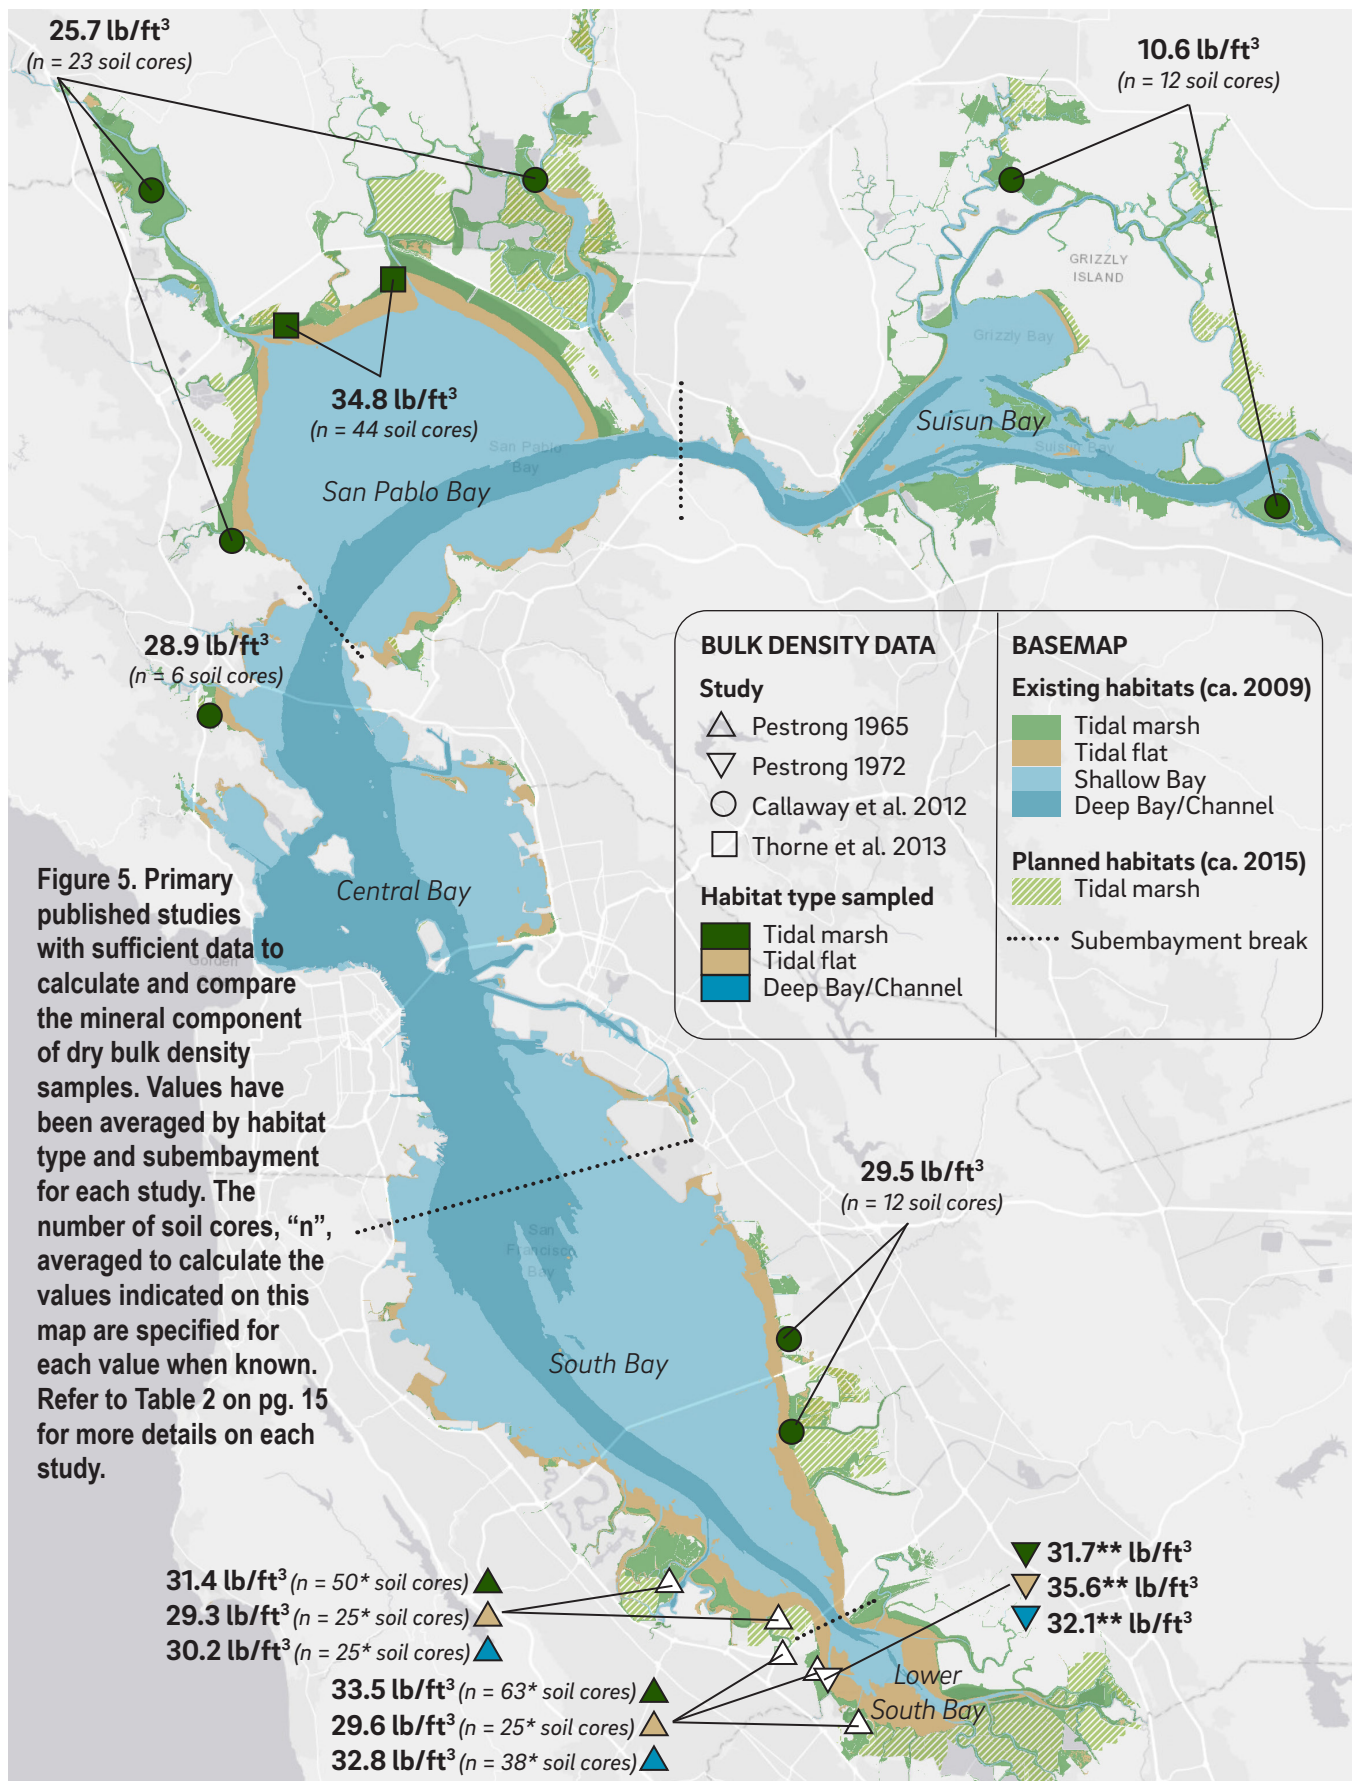 25.7 lb/ft³
(n = 23 soil cores)
10.6 lb/ft³
(n = 12 soil cores)
GRIZZLY
ISLAND
Grizzly Bay
34.8 lb/ft³
(n = 44 soil cores)
San Pablo
Bay
San Pablo Bay
Suisun Bay
Suisun Bay
28.9 lb/ft³
(n = 6 soil cores)
BULK DENSITY DATA
Study
Pestrong 1965
Pestrong 1972
Callaway et al. 2012
Thorne et al. 2013
Habitat type sampled
Tidal marsh
Tidal flat
Deep Bay/Channel
BASEMAP
Existing habitats (ca. 2009)
Tidal marsh
Tidal flat
Shallow Bay
Deep Bay/Channel
Planned habitats (ca. 2015)
Tidal marsh
Subembayment break
Central Bay
Figure 5. Primary
published studies
with sufficient data to
calculate and compare
the mineral component
of dry bulk density
samples. Values have
been averaged by habitat
type and subembayment
for each study. The
number of soil cores, “n”,
averaged to calculate the
values indicated on this
map are specified for
each value when known.
Refer to Table 2 on pg. 15
for more details on each
study.
29.5 lb/ft³
(n = 12 soil cores)
San
Francisco
Bay
South Bay
31.4 lb/ft³ (n = 50* soil cores)
29.3 lb/ft³ (n = 25* soil cores)
30.2 lb/ft³ (n = 25* soil cores)
31.7** lb/ft³
35.6** lb/ft³
32.1** lb/ft³
33.5 lb/ft³ (n = 63* soil cores)
29.6 lb/ft³ (n = 25* soil cores)
32.8 lb/ft³ (n = 38* soil cores)
Lower
South Bay